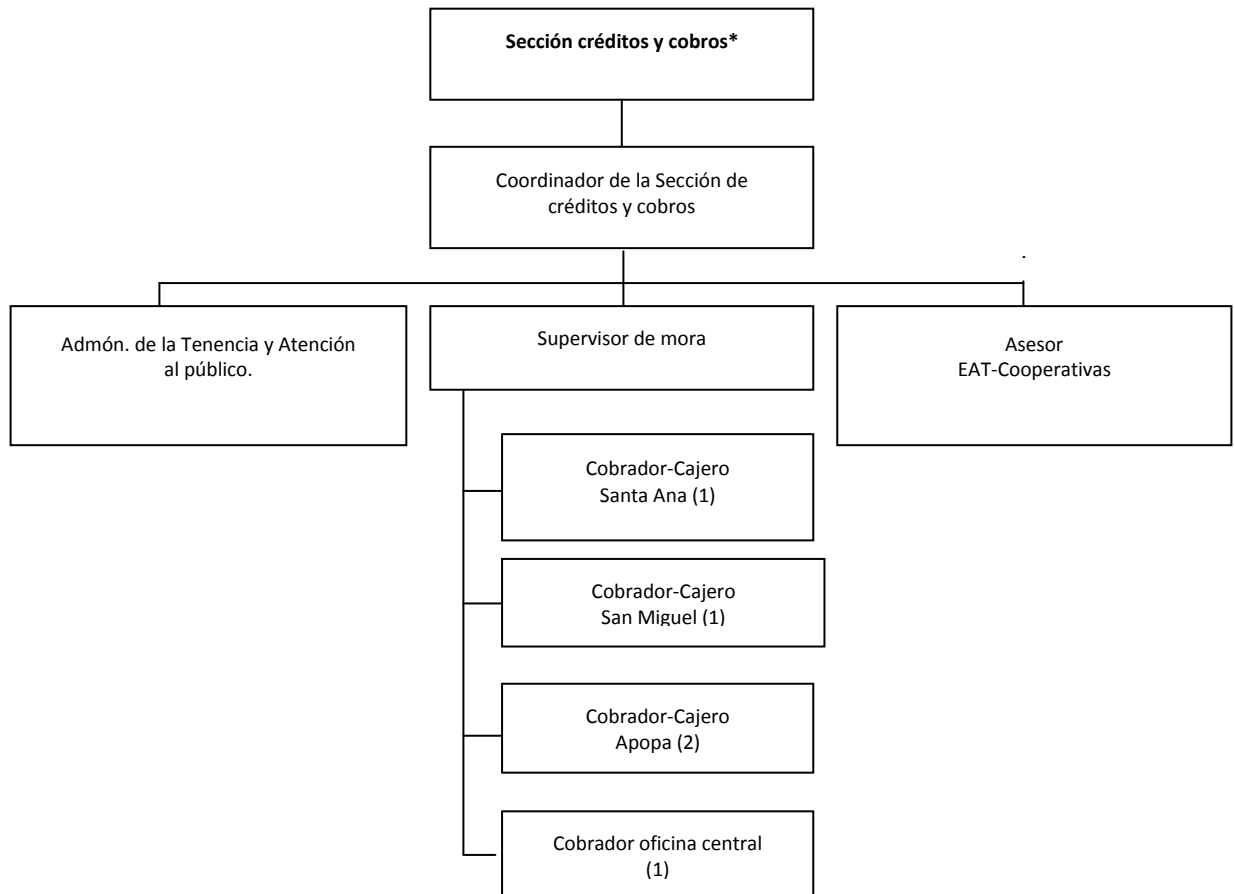 Sección créditos y cobros*
Coordinador de la Sección de
créditos y cobros
Admón. de la Tenencia y Atención
al público.
Supervisor de mora
Asesor
EAT-Cooperativas
Cobrador-Cajero
Santa Ana (1)
Cobrador-Cajero
San Miguel (1)
Cobrador-Cajero
Apopa (2)
Cobrador oficina central
(1)